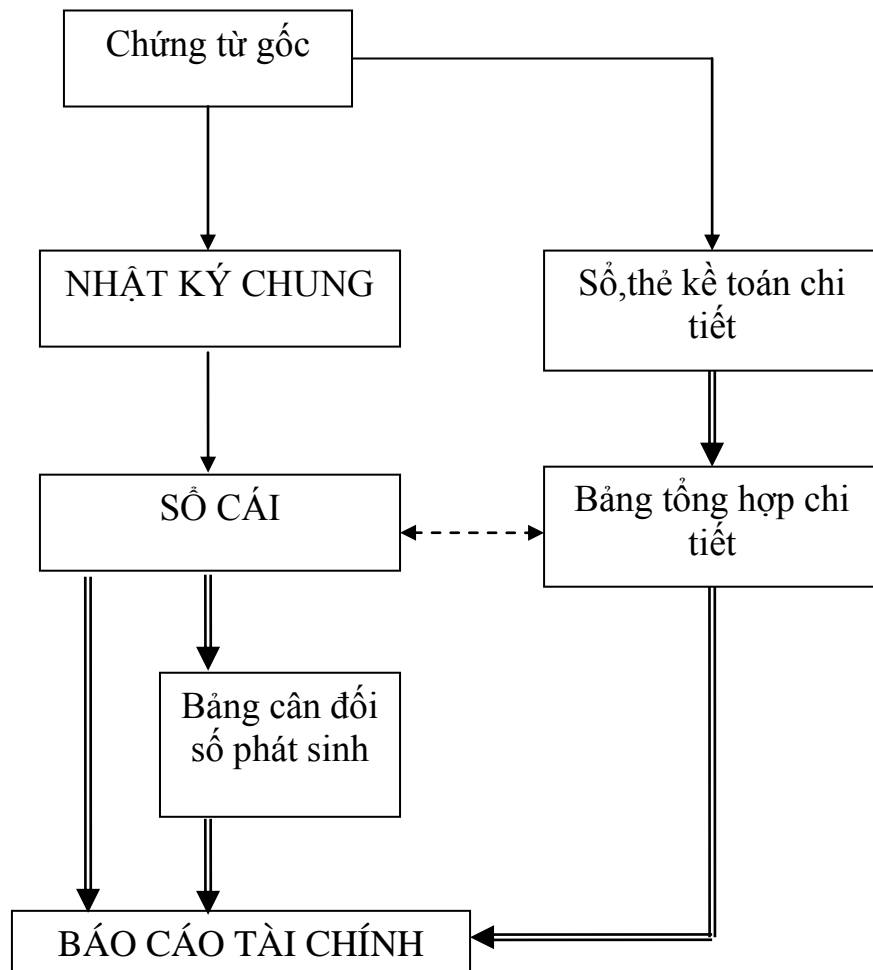 Chứng từ gốc
NHẬT KÝ CHUNG
Sổ,thẻ kề toán chi
tiết
SỔ CÁI
Bảng tổng hợp chi
tiết
Bảng cân đối
số phát sinh
BÁO CÁO TÀI CHÍNH